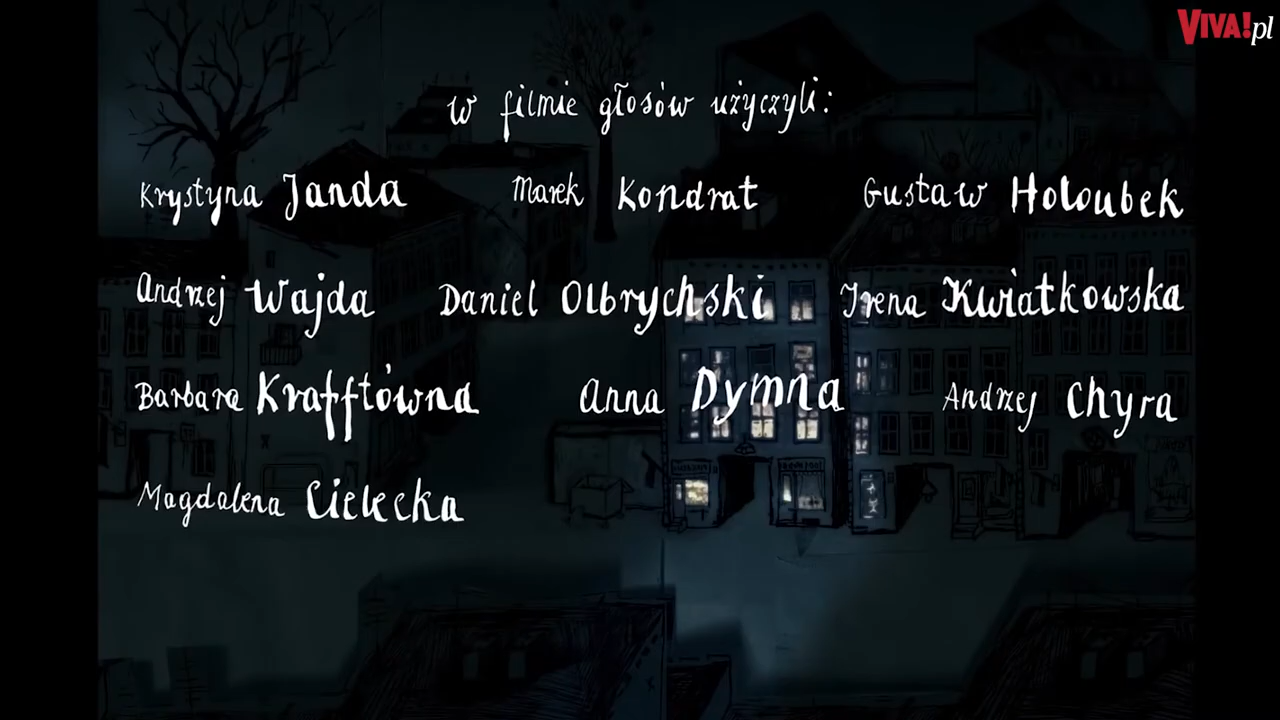 VIVA!pl
w filmie głosów użyczyli:
Krystyna Janda Marek Kondrat Gustaw Holoubek
Andrzej Wajda Daniel Olbrychski Irena Kwiatkowska
Barbara Krafftówna Anna Dymna Andrzej Chyra
Magdalena Cielecka